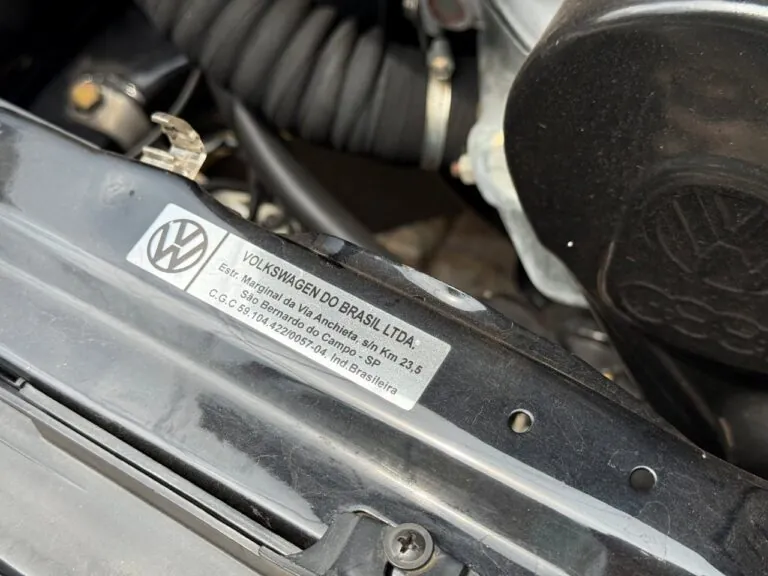 VOLKSWAGEN DO BRASIL LTDA.
Estr. Marginal da Via Anchieta, s/n Km 23,5
São Bernardo do Campo - SP
C.G.C 59.104.422/0057-04, Ind.Brasileira